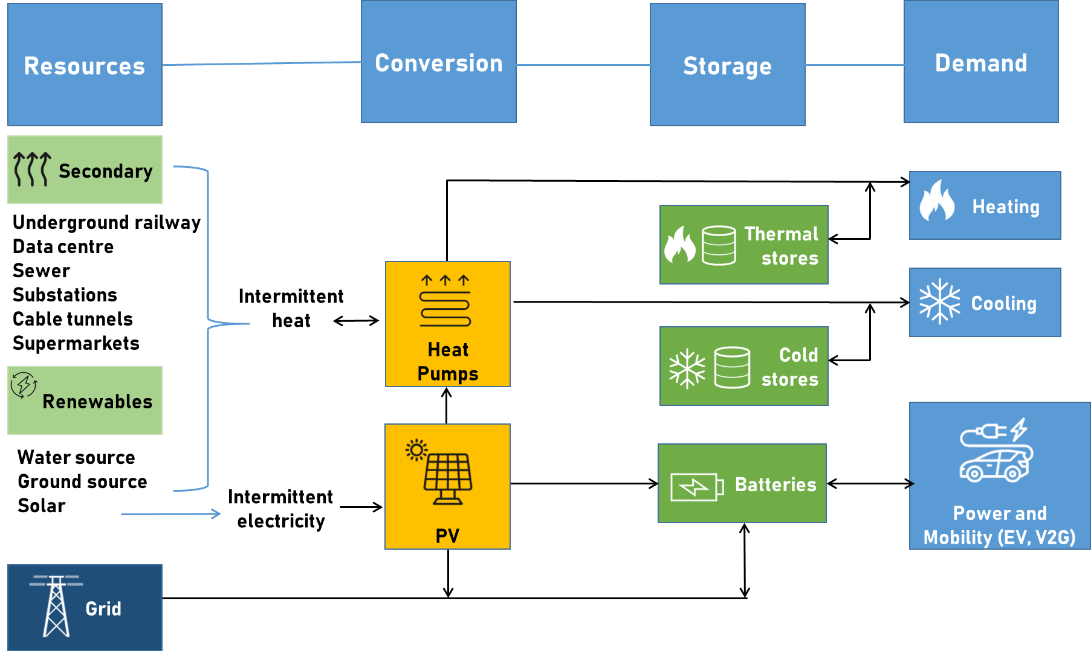 Resources
Conversion
Storage
Demand
Secondary
Underground railway
Data centre
Sewer
Substations
Cable tunnels
Supermarkets
Renewables
Water source
Ground source
Solar
Grid
Intermittent
heat
Intermittent
electricity
Heat
Pumps
PV
Thermal
stores
Cold
stores
Batteries
Heating
Cooling
Power and
Mobility (EV, V2G)